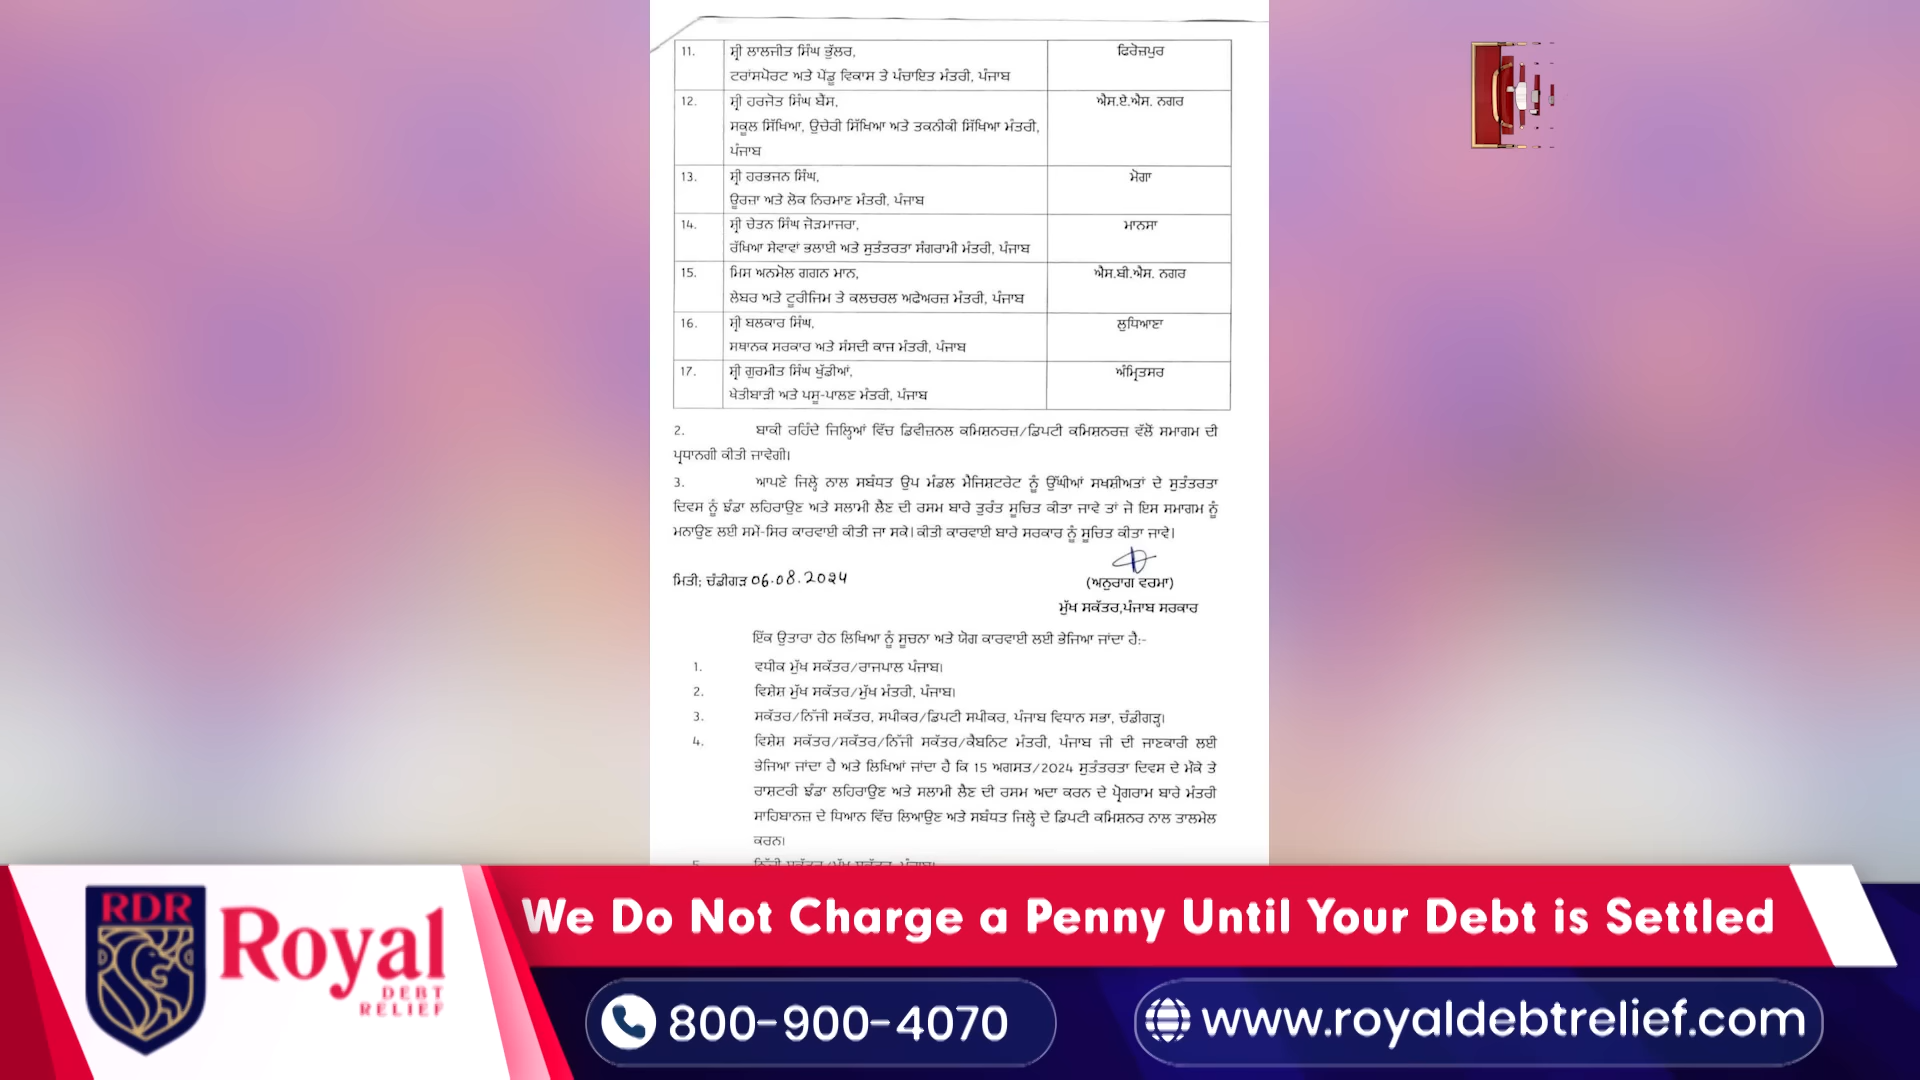 11. ਸ਼੍ਰੀ ਲਾਲਜੀਤ ਸਿੰਘ ਭੁੱਲਰ, ਫਿਰੋਜ਼ਪੁਰ
ਟਰਾਂਸਪੋਰਟ ਅਤੇ ਪੇਂਡੂ ਵਿਕਾਸ ਤੇ ਪੰਚਾਇਤ ਮੰਤਰੀ, ਪੰਜਾਬ
12. ਸ਼੍ਰੀ ਹਰਜੋਤ ਸਿੰਘ ਬੈਂਸ, ਐਸ.ਏ.ਐਸ. ਨਗਰ
ਸਕੂਲ ਸਿੱਖਿਆ, ਉਚੇਰੀ ਸਿੱਖਿਆ ਅਤੇ ਤਕਨੀਕੀ ਸਿੱਖਿਆ ਮੰਤਰੀ,
ਪੰਜਾਬ
13. ਸ਼੍ਰੀ ਹਰਭਜਨ ਸਿੰਘ, ਮੋਗਾ
ਊਰਜਾ ਅਤੇ ਲੋਕ ਨਿਰਮਾਣ ਮੰਤਰੀ, ਪੰਜਾਬ
14. ਸ਼੍ਰੀ ਚੇਤਨ ਸਿੰਘ ਜੋੜਮਾਜਰਾ, ਮਾਨਸਾ
ਰੱਖਿਆ ਸੇਵਾਵਾਂ ਭਲਾਈ ਅਤੇ ਸੁਤੰਤਰਤਾ ਸੰਗਰਾਮੀ ਮੰਤਰੀ, ਪੰਜਾਬ
15. ਮਿਸ ਅਨਮੋਲ ਗਗਨ ਮਾਨ, ਐਸ.ਬੀ.ਐਸ. ਨਗਰ
ਲੇਬਰ ਅਤੇ ਟੂਰੀਜਿਮ ਤੇ ਕਲਚਰਲ ਅਫੇਅਰਜ਼ ਮੰਤਰੀ, ਪੰਜਾਬ
16. ਸ਼੍ਰੀ ਬਲਕਾਰ ਸਿੰਘ, ਲੁਧਿਆਣਾ
ਸਥਾਨਕ ਸਰਕਾਰ ਅਤੇ ਸੰਸਦੀ ਕਾਜ ਮੰਤਰੀ, ਪੰਜਾਬ
17. ਸ਼੍ਰੀ ਗੁਰਮੀਤ ਸਿੰਘ ਖੁੱਡੀਆਂ, ਅੰਮ੍ਰਿਤਸਰ
ਖੇਤੀਬਾੜੀ ਅਤੇ ਪਸ਼ੂ-ਪਾਲਣ ਮੰਤਰੀ, ਪੰਜਾਬ
2. ਬਾਕੀ ਰਹਿੰਦੇ ਜਿਲ੍ਹਿਆਂ ਵਿੱਚ ਡਿਵੀਜ਼ਨਲ ਕਮਿਸ਼ਨਰਜ਼/ਡਿਪਟੀ ਕਮਿਸ਼ਨਰਜ਼ ਵੱਲੋਂ ਸਮਾਗਮ ਦੀ
ਪ੍ਰਧਾਨਗੀ ਕੀਤੀ ਜਾਵੇਗੀ।
3. ਆਪਣੇ ਜਿਲ੍ਹੇ ਨਾਲ ਸਬੰਧਤ ਉਪ ਮੰਡਲ ਮੈਜਿਸਟਰੇਟ ਨੂੰ ਉੱਘੀਆਂ ਸਖਸ਼ੀਅਤਾਂ ਦੇ ਸੁਤੰਤਰਤਾ
ਦਿਵਸ ਨੂੰ ਝੰਡਾ ਲਹਿਰਾਉਣ ਅਤੇ ਸਲਾਮੀ ਲੈਣ ਦੀ ਰਸਮ ਬਾਰੇ ਤੁਰੰਤ ਸੂਚਿਤ ਕੀਤਾ ਜਾਵੇ ਤਾਂ ਜੋ ਇਸ ਸਮਾਗਮ ਨੂੰ
ਮਨਾਉਣ ਲਈ ਸਮੇਂ-ਸਿਰ ਕਾਰਵਾਈ ਕੀਤੀ ਜਾ ਸਕੇ। ਕੀਤੀ ਕਾਰਵਾਈ ਬਾਰੇ ਸਰਕਾਰ ਨੂੰ ਸੂਚਿਤ ਕੀਤਾ ਜਾਵੇ।
ਮਿਤੀ; ਚੰਡੀਗੜ 06.08.2024 (ਅਨੁਰਾਗ ਵਰਮਾ)
ਮੁੱਖ ਸਕੱਤਰ,ਪੰਜਾਬ ਸਰਕਾਰ
ਇੱਕ ਉਤਾਰਾ ਹੇਠ ਲਿਖਿਆ ਨੂੰ ਸੂਚਨਾ ਅਤੇ ਯੋਗ ਕਾਰਵਾਈ ਲਈ ਭੇਜਿਆ ਜਾਂਦਾ ਹੈ:-
1. ਵਧੀਕ ਮੁੱਖ ਸਕੱਤਰ/ਰਾਜਪਾਲ ਪੰਜਾਬ।
2. ਵਿਸ਼ੇਸ਼ ਮੁੱਖ ਸਕੱਤਰ/ਮੁੱਖ ਮੰਤਰੀ, ਪੰਜਾਬ।
3. ਸਕੱਤਰ/ਨਿੱਜੀ ਸਕੱਤਰ, ਸਪੀਕਰ/ਡਿਪਟੀ ਸਪੀਕਰ, ਪੰਜਾਬ ਵਿਧਾਨ ਸਭਾ, ਚੰਡੀਗੜ੍ਹ।
4. ਵਿਸ਼ੇਸ਼ ਸਕੱਤਰ/ਸਕੱਤਰ/ਨਿੱਜੀ ਸਕੱਤਰ/ਕੈਬਨਿਟ ਮੰਤਰੀ, ਪੰਜਾਬ ਜੀ ਦੀ ਜਾਣਕਾਰੀ ਲਈ
ਭੇਜਿਆ ਜਾਂਦਾ ਹੈ ਅਤੇ ਲਿਖਿਆਂ ਜਾਂਦਾ ਹੈ ਕਿ 15 ਅਗਸਤ/2024 ਸੁਤੰਤਰਤਾ ਦਿਵਸ ਦੇ ਮੌਕੇ ਤੇ
ਰਾਸ਼ਟਰੀ ਝੰਡਾ ਲਹਿਰਾਉਣ ਅਤੇ ਸਲਾਮੀ ਲੈਣ ਦੀ ਰਸਮ ਅਦਾ ਕਰਨ ਦੇ ਪ੍ਰੋਗਰਾਮ ਬਾਰੇ ਮੰਤਰੀ
ਸਾਹਿਬਾਨਜ਼ ਦੇ ਧਿਆਨ ਵਿੱਚ ਲਿਆਉਣ ਅਤੇ ਸਬੰਧਤ ਜਿਲ੍ਹੇ ਦੇ ਡਿਪਟੀ ਕਮਿਸ਼ਨਰ ਨਾਲ ਤਾਲਮੇਲ
ਕਰਨ।
5. ਨਿੱਜੀ ਸਕੱਤਰ/ਮੁੱਖ ਸਕੱਤਰ, ਪੰਜਾਬ।
We Do Not Charge a Penny Until Your Debt is Settled
RDR
Royal
DEBT
RELIEF
800-900-4070
www.royaldebtrelief.com